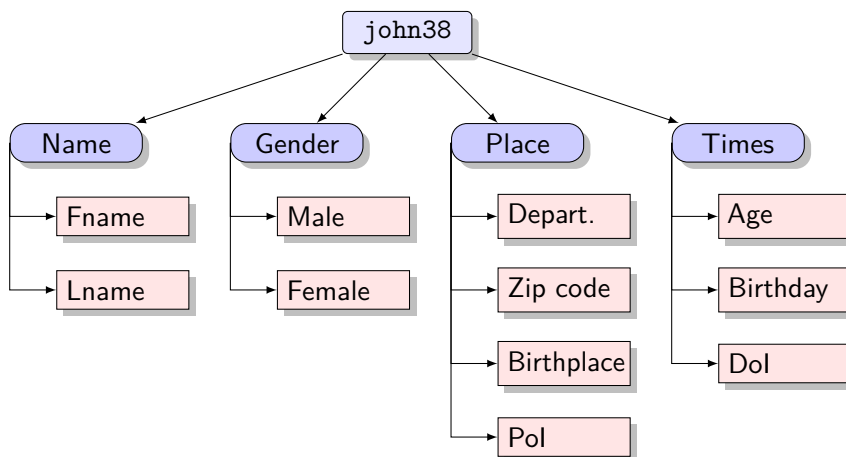 john38
Name
Gender
Place
Times
Fname
Male
Depart.
Age
Lname
Female
Zip code
Birthday
Birthplace
DoI
PoI